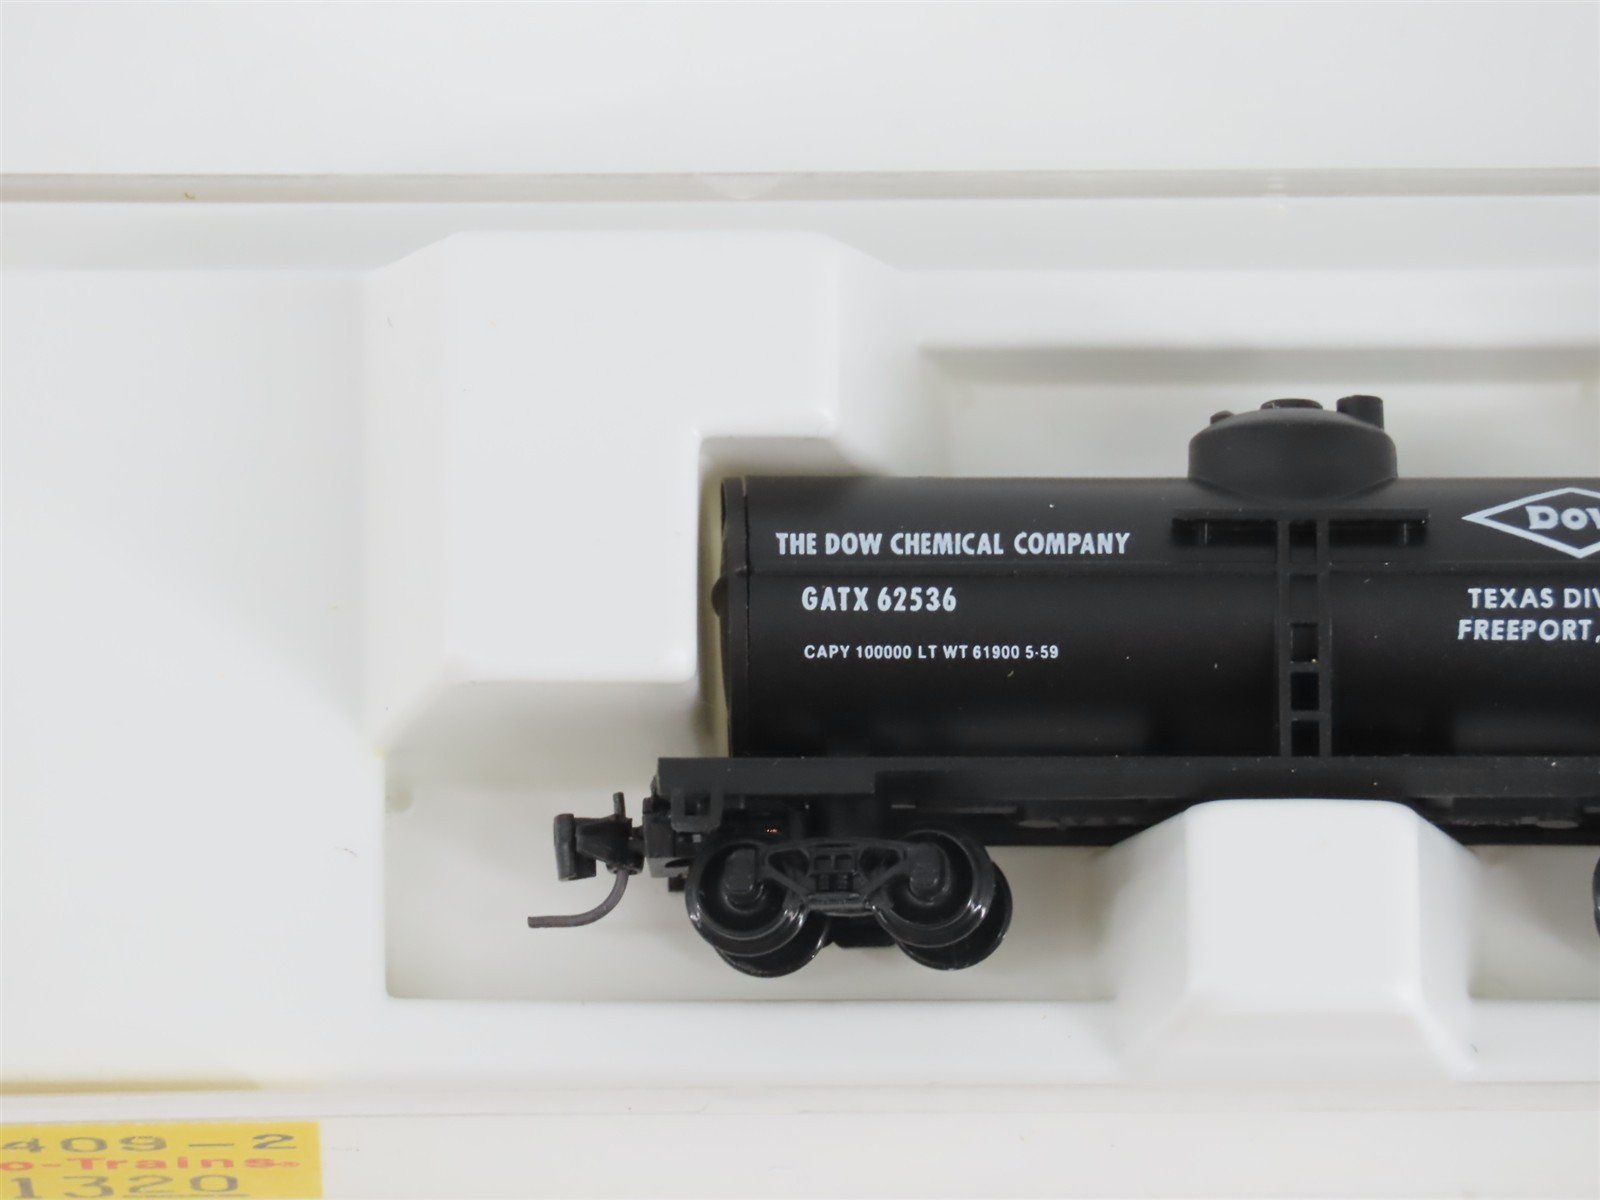 THE DOW CHEMICAL COMPANY
GATX 62536
CAPY 100000 LT WT 61900 5-59
DOW
TEXAS DIV
FREEPORT,
409-2
o-Trains®
1320